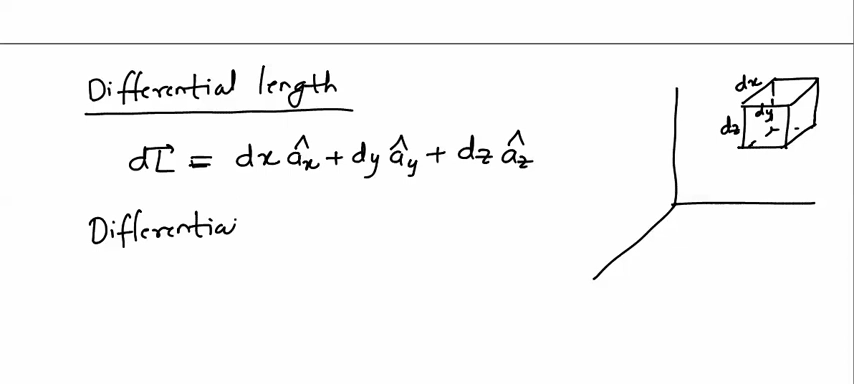 Differential length
dL = dx âx + dy ây + dz âz
Differentia
dx
dy
dz